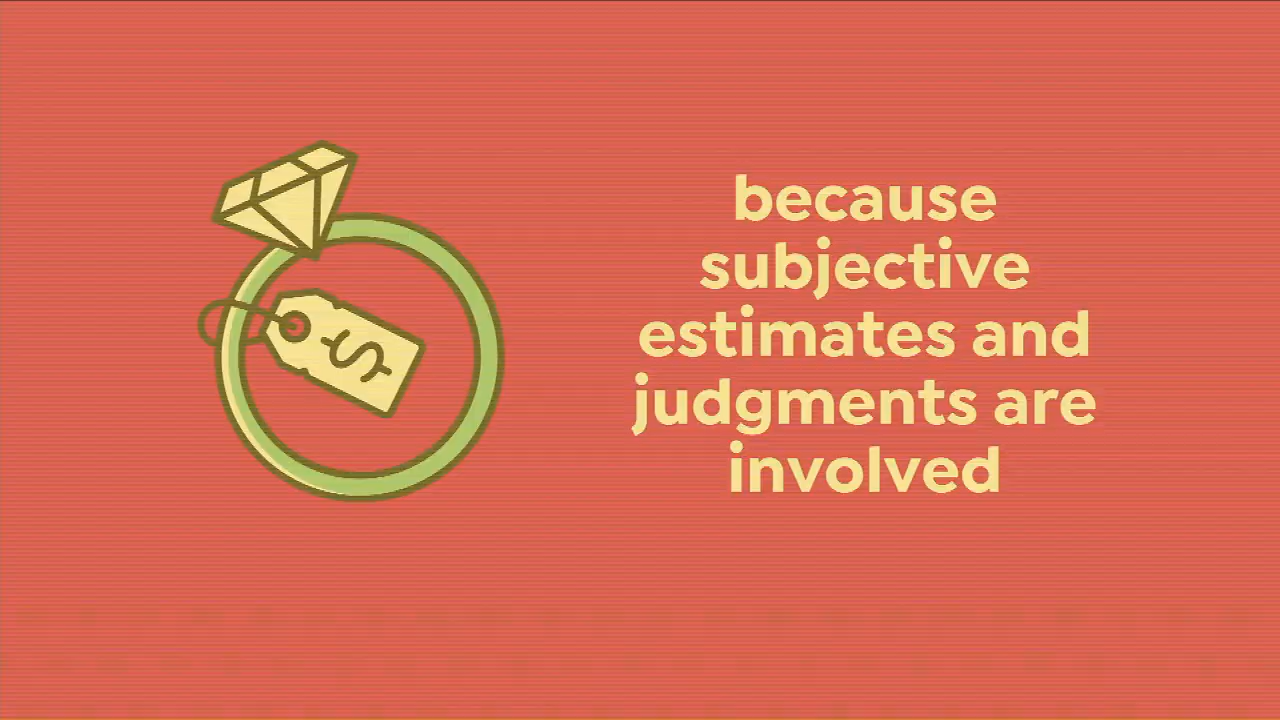 because
subjective
estimates and
judgments are
involved
$